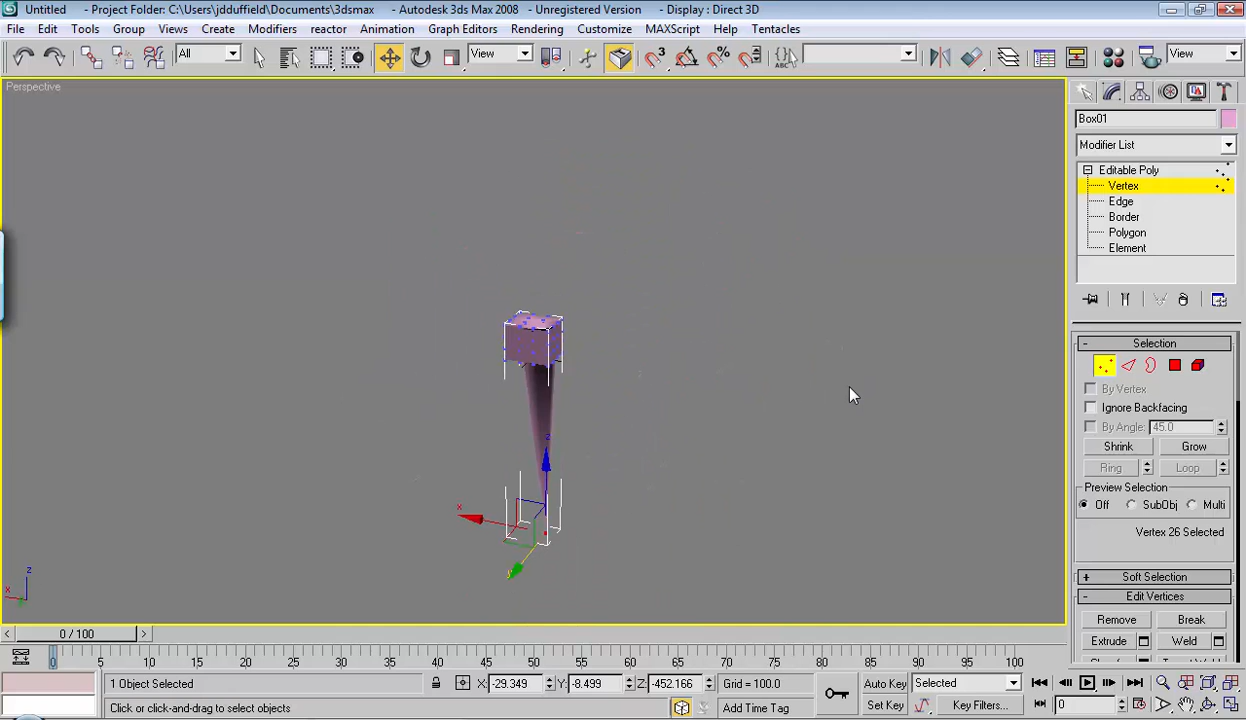 Untitled - Project Folder: C:\Users\jdduffield\Documents\3dsmax - Autodesk 3ds Max 2008 - Unregistered Version - Display : Direct 3D
File Edit Tools Group Views Create Modifiers reactor Animation Graph Editors Rendering Customize MAXScript Help Tentacles
All View 3 % ABC View
Perspective
Box01
Modifier List
Editable Poly
Vertex
Edge
Border
Polygon
Element
- Selection
By Vertex
Ignore Backfacing
By Angle: 45.0
Shrink Grow
Ring Loop
Preview Selection
Off SubObj Multi
Vertex 26 Selected
+ Soft Selection
- Edit Vertices
Remove Break
Extrude Weld
z
x
y
z
x
< 0 / 100 >
0 5 10 15 20 25 30 35 40 45 50 55 60 65 70 75 80 85 90 95 100
1 Object Selected X: -29.349 Y: -8.499 Z: -452.166 Grid = 100.0 Auto Key Selected
Click or click-and-drag to select objects Add Time Tag Set Key Key Filters... 0